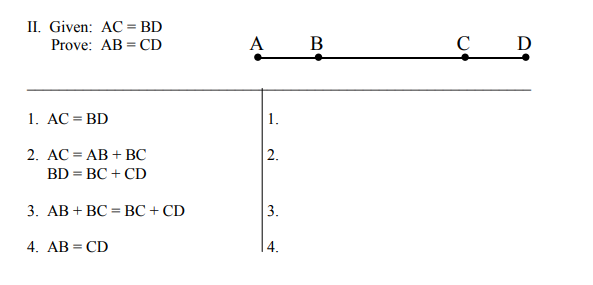 II. Given: AC = BD
Prove: AB = CD
A B C D
1. AC = BD 1.
2. AC = AB + BC 2.
BD = BC + CD
3. AB + BC = BC + CD 3.
4. AB = CD 4.